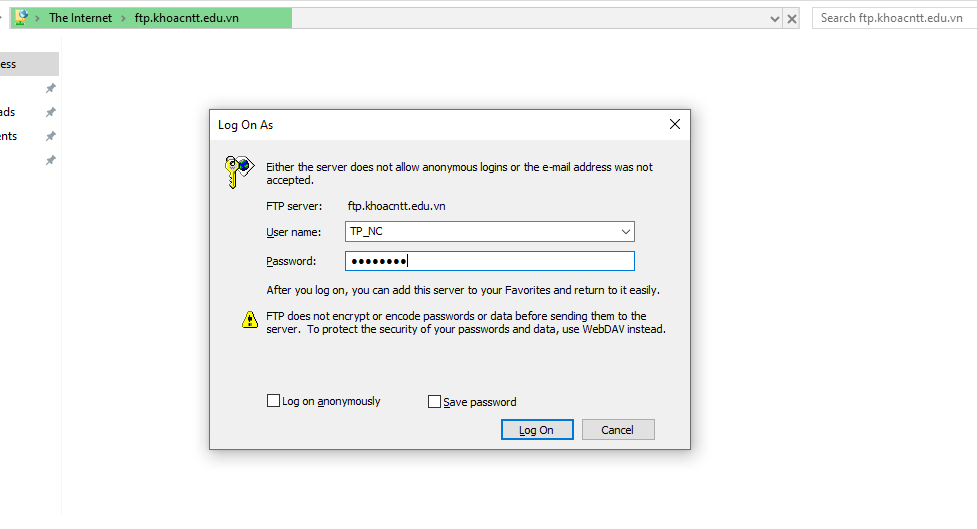 The Internet ftp.khoacntt.edu.vn
Search ftp.khoacntt.edu.vn
ess
ads
ents
Log On As
Either the server does not allow anonymous logins or the e-mail address was not
accepted.
FTP server: ftp.khoacntt.edu.vn
User name: TP_NC
Password: ●●●●●●●●
After you log on, you can add this server to your Favorites and return to it easily.
FTP does not encrypt or encode passwords or data before sending them to the
server. To protect the security of your passwords and data, use WebDAV instead.
Log on anonymously Save password
Log On Cancel